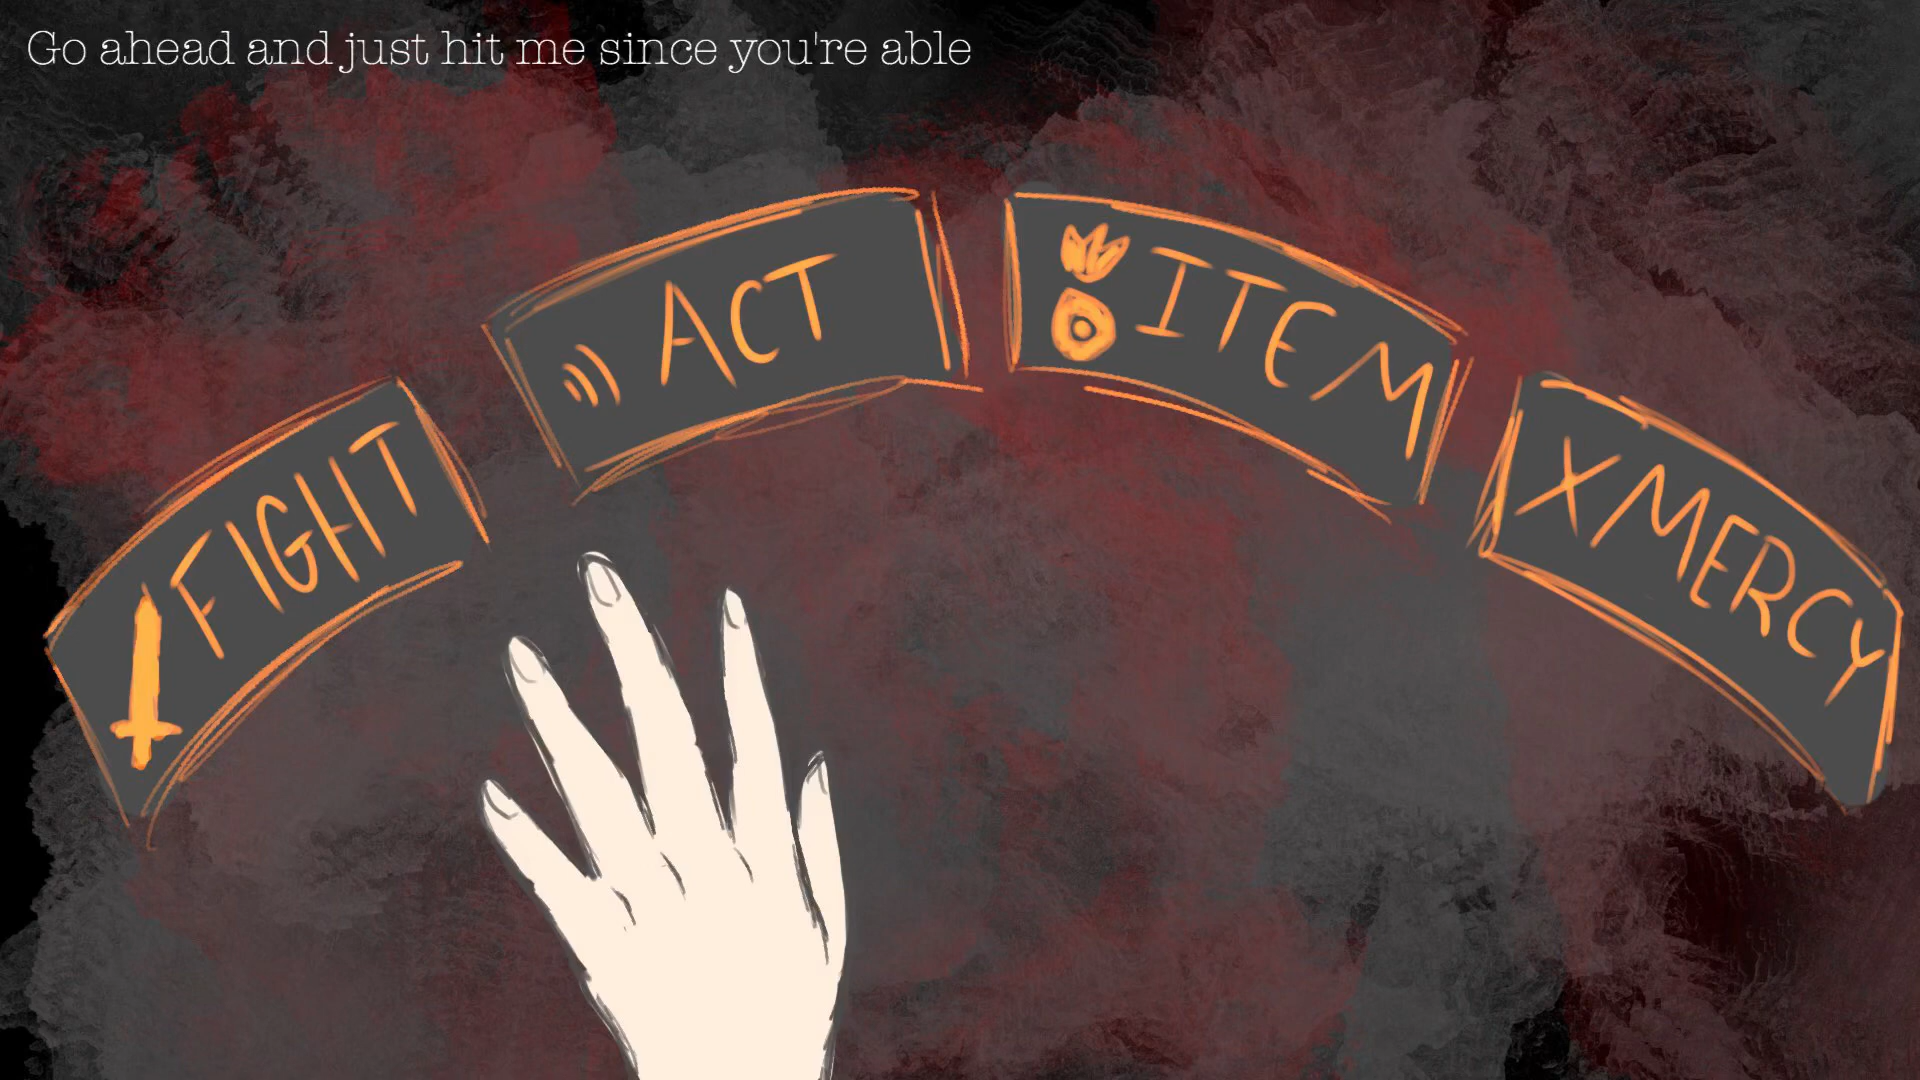 Go ahead and just hit me since you're able
FIGHT
ACT
ITEM
X MERCY